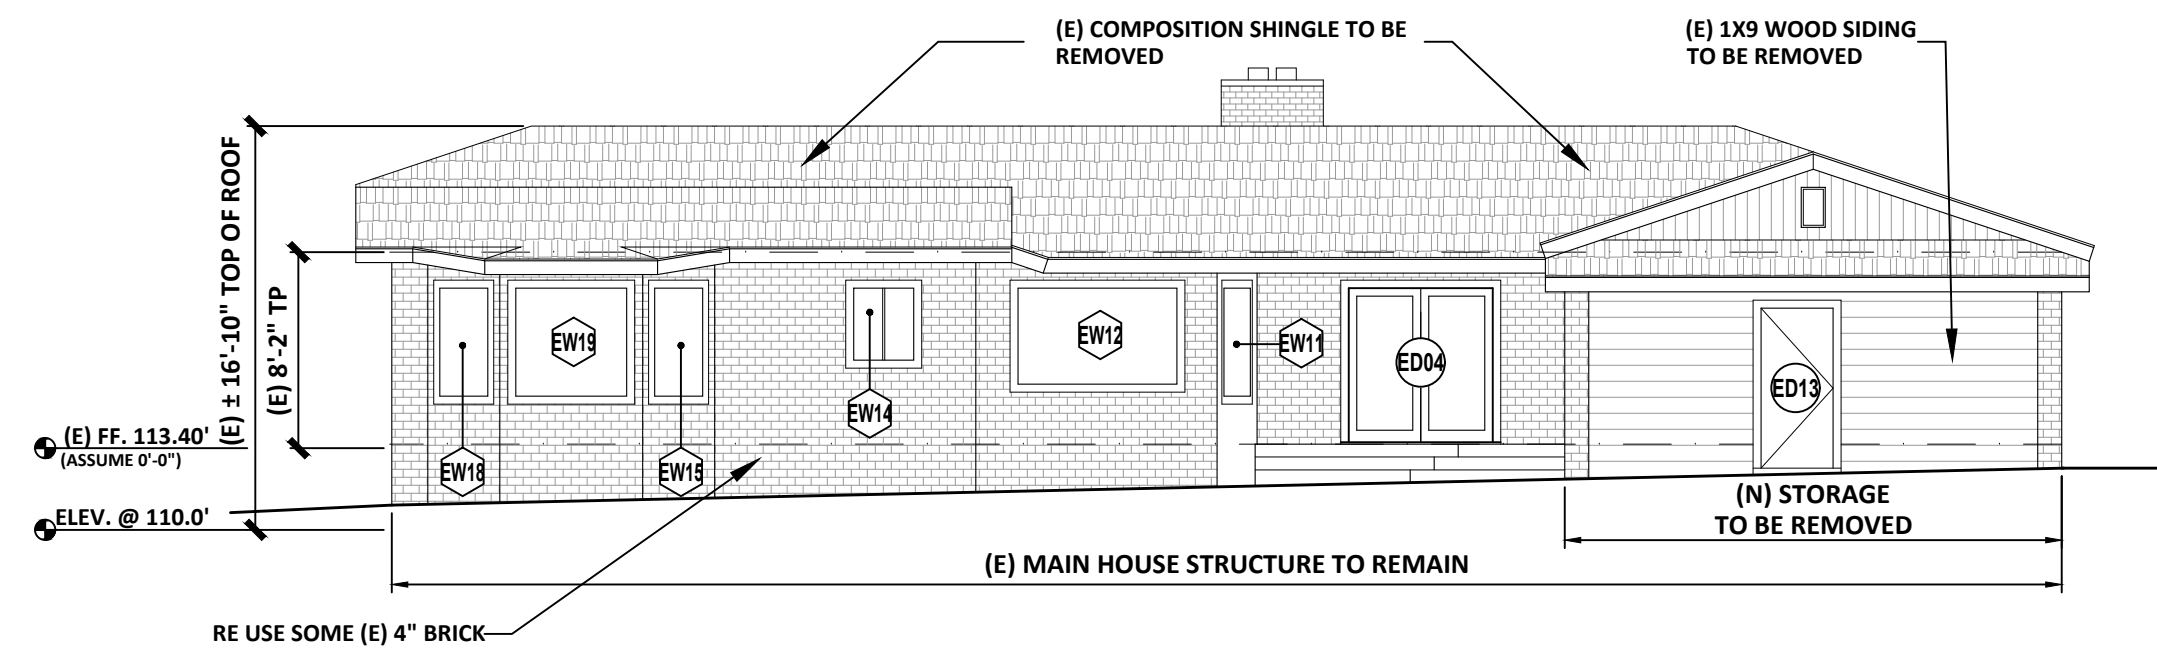 (E) COMPOSITION SHINGLE TO BE
REMOVED
(E) 1X9 WOOD SIDING
TO BE REMOVED
(E) ± 16'-10" TOP OF ROOF
(E) 8'-2" TP
(E) FF. 113.40'
(ASSUME 0'-0")
ELEV. @ 110.0'
EW19
EW12
EW11
ED04
ED13
EW14
EW18
EW15
(N) STORAGE
TO BE REMOVED
(E) MAIN HOUSE STRUCTURE TO REMAIN
RE USE SOME (E) 4" BRICK